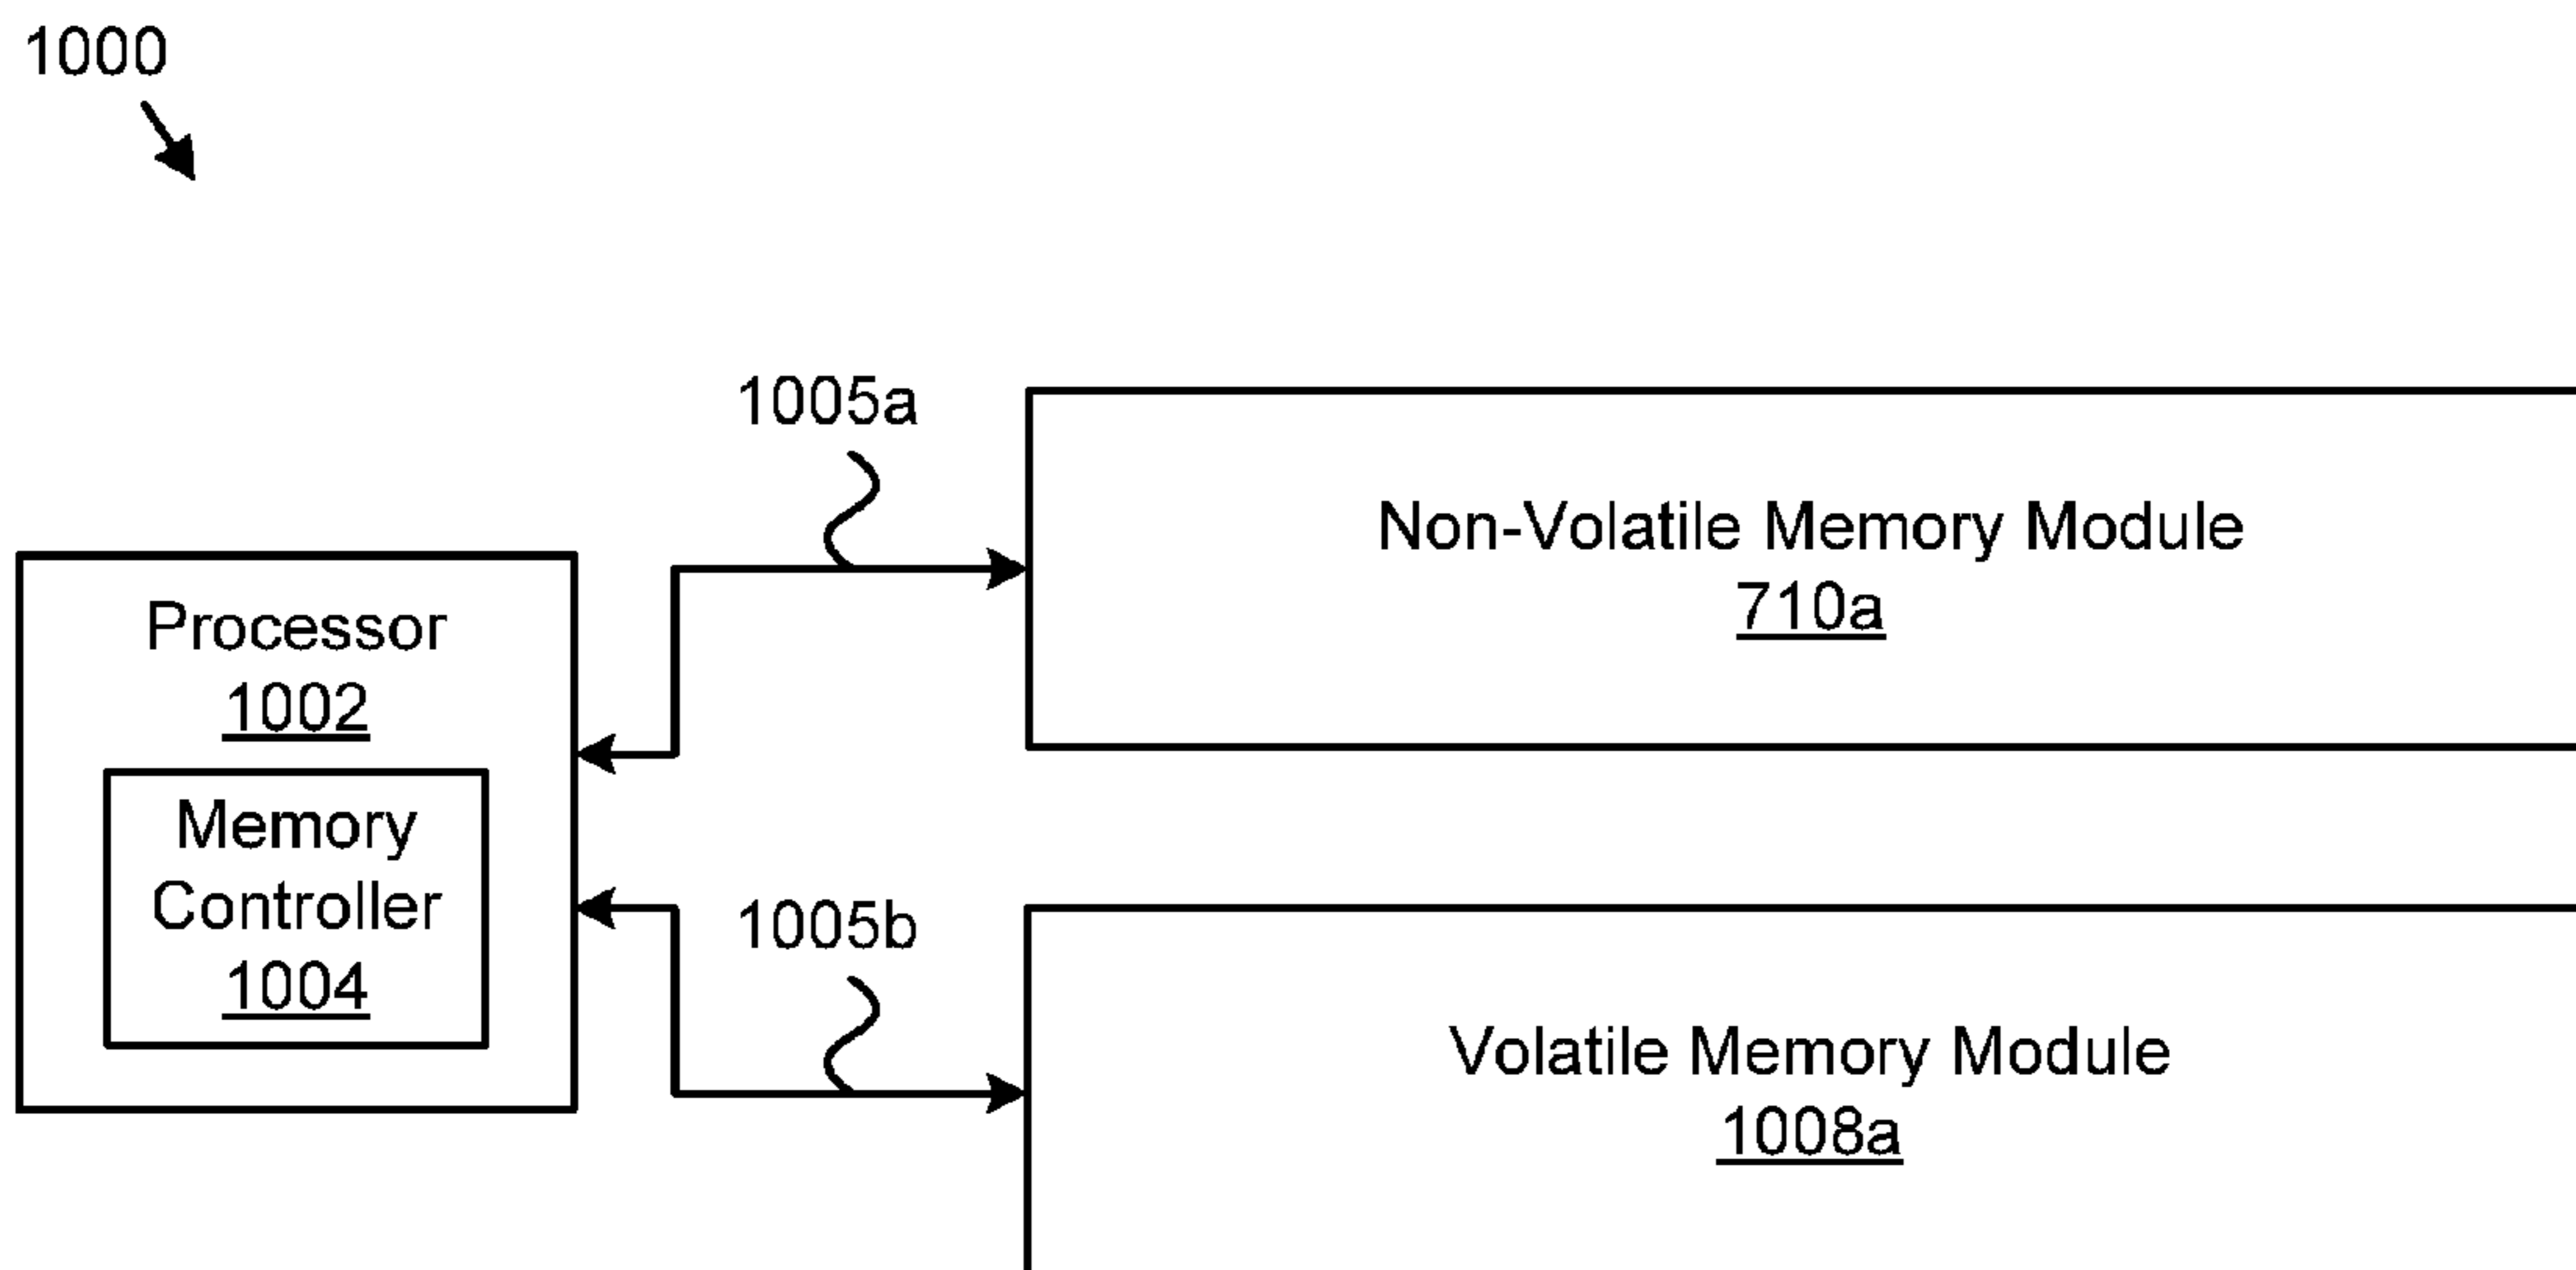 1000
1005a
Non-Volatile Memory Module
710a
Processor
1002
Memory
Controller
1004
1005b
Volatile Memory Module
1008a